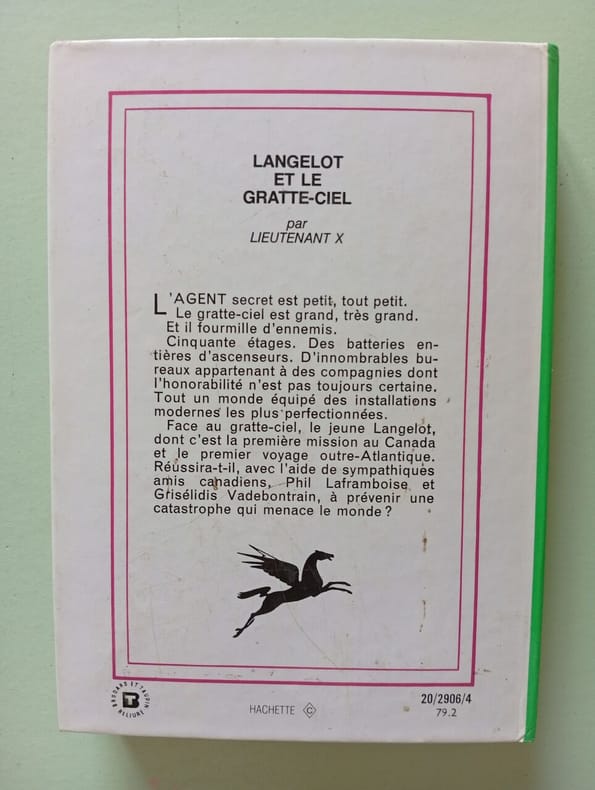 LANGELOT
ET LE
GRATTE-CIEL
par
LIEUTENANT X
L'AGENT secret est petit, tout petit.
Le gratte-ciel est grand, très grand.
Et il fourmille d'ennemis.
Cinquante étages. Des batteries en-
tières d'ascenseurs. D'innombrables bu-
reaux appartenant à des compagnies dont
l'honorabilité n'est pas toujours certaine.
Tout un monde équipé des installations
modernes les plus perfectionnées.
Face au gratte-ciel, le jeune Langelot,
dont c'est la première mission au Canada
et le premier voyage outre-Atlantique.
Réussira-t-il, avec l'aide de sympathiques
amis canadiens, Phil Laframboise et
Grisélidis Vadebontrain, à prévenir une
catastrophe qui menace le monde ?
BRODARD ET TAUPIN
RELIURE
HACHETTE C
20/2906/4
79.2